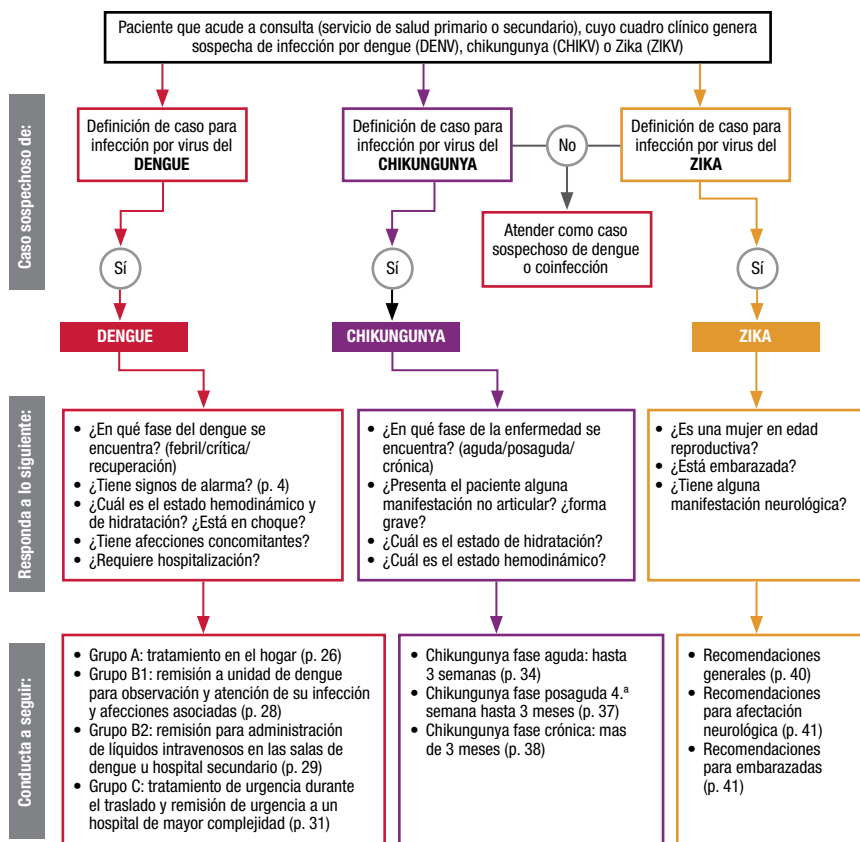 Paciente que acude a consulta (servicio de salud primario o secundario), cuyo cuadro clínico genera
sospecha de infección por dengue (DENV), chikungunya (CHIKV) o Zika (ZIKV)
Caso sospechoso de:
Definición de caso para
infección por virus del
DENGUE
Definición de caso para
infección por virus del
CHIKUNGUNYA
No
Definición de caso para
infección por virus del
ZIKA
Atender como caso
sospechoso de dengue
o coinfección
Sí
Sí
Sí
DENGUE
CHIKUNGUNYA
ZIKA
Responda a lo siguiente:
• ¿En qué fase del dengue se
encuentra? (febril/crítica/
recuperación)
• ¿Tiene signos de alarma? (p. 4)
• ¿Cuál es el estado hemodinámico y
de hidratación? ¿Está en choque?
• ¿Tiene afecciones concomitantes?
• ¿Requiere hospitalización?
• ¿En qué fase de la enfermedad se
encuentra? (aguda/posaguda/
crónica)
• ¿Presenta el paciente alguna
manifestación no articular? ¿forma
grave?
• ¿Cuál es el estado de hidratación?
• ¿Cuál es el estado hemodinámico?
• ¿Es una mujer en edad
reproductiva?
• ¿Está embarazada?
• ¿Tiene alguna
manifestación neurológica?
Conducta a seguir:
• Grupo A: tratamiento en el hogar (p. 26)
• Grupo B1: remisión a unidad de dengue
para observación y atención de su infección
y afecciones asociadas (p. 28)
• Grupo B2: remisión para administración
de líquidos intravenosos en las salas de
dengue u hospital secundario (p. 29)
• Grupo C: tratamiento de urgencia durante
el traslado y remisión de urgencia a un
hospital de mayor complejidad (p. 31)
• Chikungunya fase aguda: hasta
3 semanas (p. 34)
• Chikungunya fase posaguda 4.ª
semana hasta 3 meses (p. 37)
• Chikungunya fase crónica: mas
de 3 meses (p. 38)
• Recomendaciones
generales (p. 40)
• Recomendaciones
para afectación
neurológica (p. 41)
• Recomendaciones
para embarazadas
(p. 41)